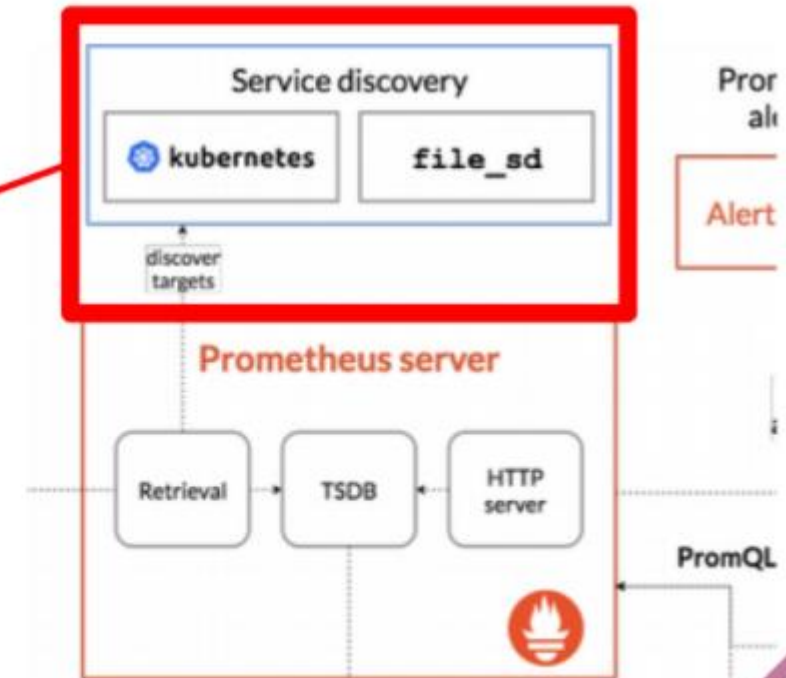 Service discovery
kubernetes
file_sd
discover
targets
Prometheus server
Retrieval
TSDB
HTTP
server
Alert
PromQL